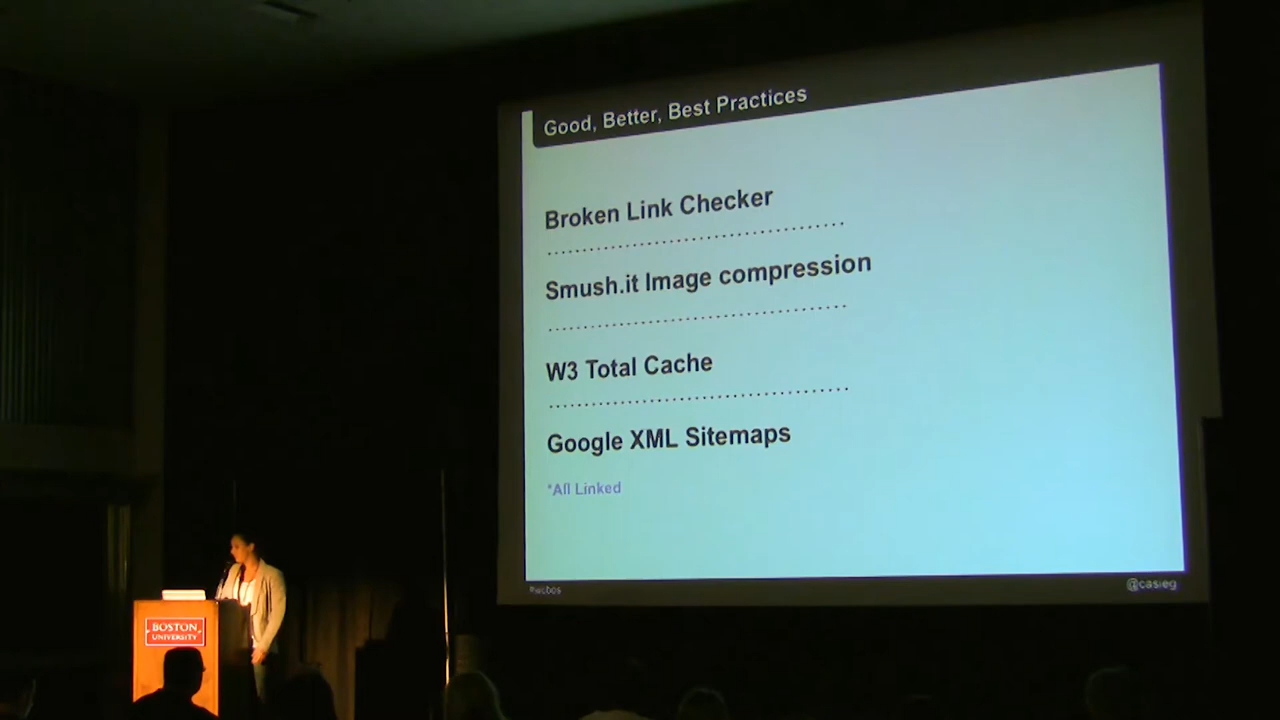 Good, Better, Best Practices
Broken Link Checker
Smush.it Image compression
W3 Total Cache
Google XML Sitemaps
*All Linked
#wcbos
@casieg
BOSTON
UNIVERSITY